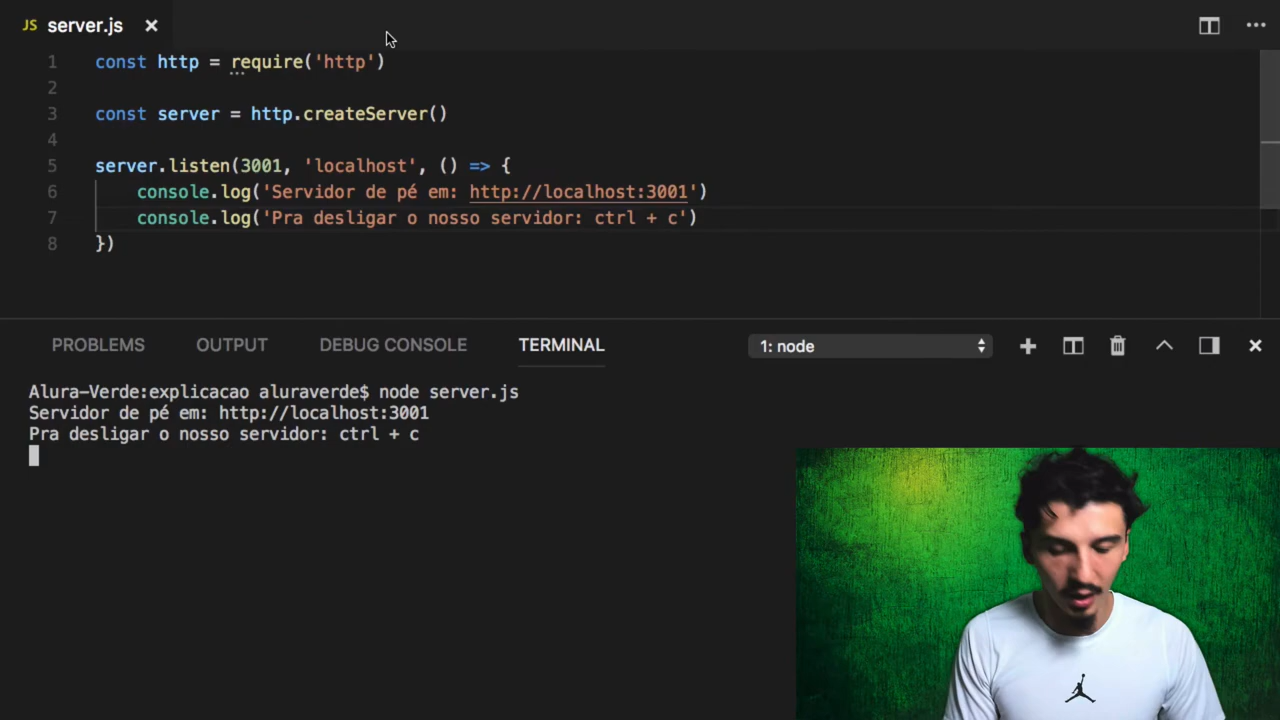 JS server.js ×
1 const http = require('http')
2
3 const server = http.createServer()
4
5 server.listen(3001, 'localhost', () => {
6 console.log('Servidor de pé em: http://localhost:3001')
7 console.log('Pra desligar o nosso servidor: ctrl + c')
8 })
PROBLEMS OUTPUT DEBUG CONSOLE TERMINAL 1: node
Alura-Verde:explicacao aluraverde$ node server.js
Servidor de pé em: http://localhost:3001
Pra desligar o nosso servidor: ctrl + c